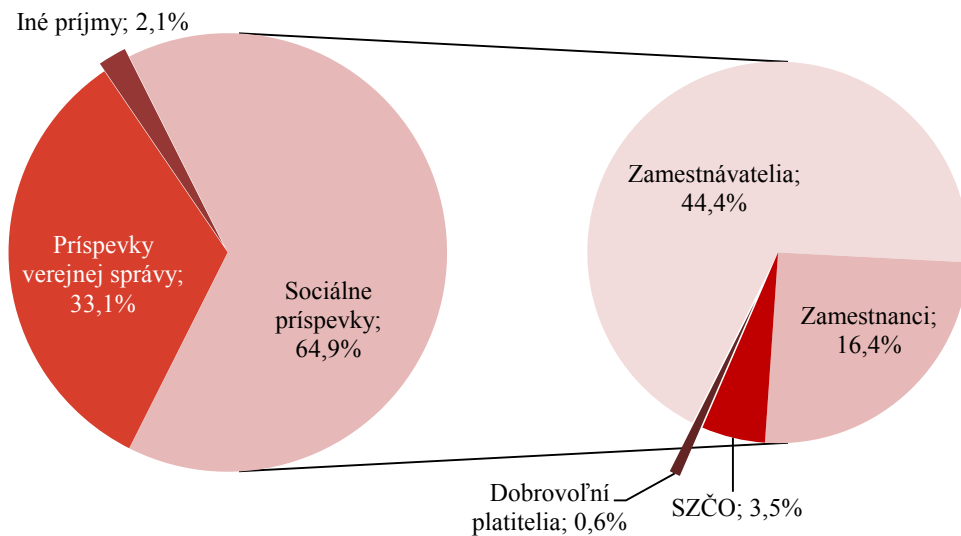 Iné príjmy; 2,1%
Príspevky
verejnej správy;
33,1%
Sociálne
príspevky;
64,9%
Zamestnávatelia;
44,4%
Zamestnanci;
16,4%
Dobrovoľní
platitelia; 0,6%
SZČO; 3,5%